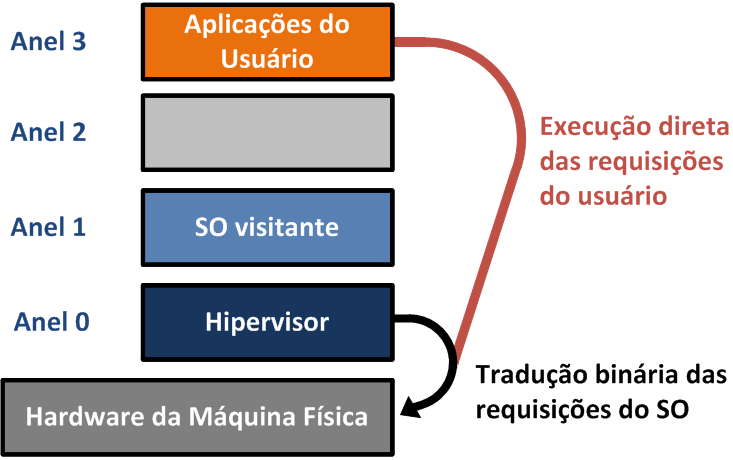 Anel 3
Aplicações do
Usuário
Anel 2
Execução direta
das requisições
do usuário
Anel 1
SO visitante
Anel 0
Hipervisor
Tradução binária das
requisições do SO
Hardware da Máquina Física